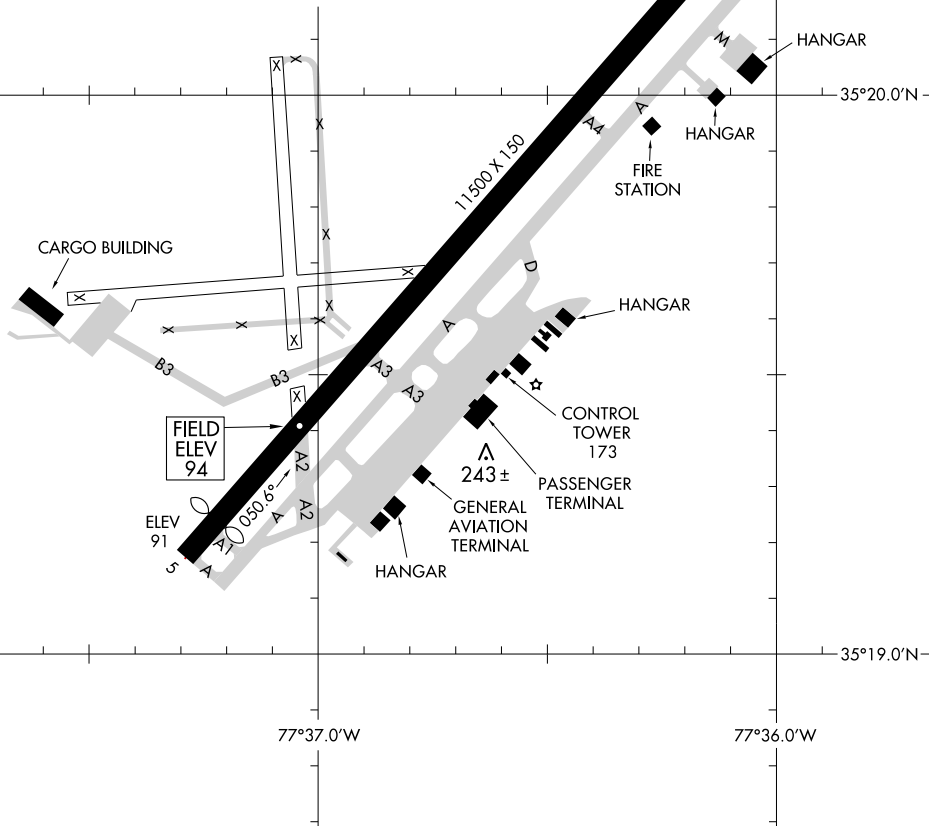 M
HANGAR
35°20.0'N
A
HANGAR
A4
FIRE
STATION
11500 X 150
X
X
X
X
CARGO BUILDING
D
X
X
X
HANGAR
X
X
X
A
X
B3
B3
A3
A3
X
CONTROL
TOWER
173
FIELD
ELEV
94
A2
243±
PASSENGER
TERMINAL
050.6°
A2
GENERAL
AVIATION
TERMINAL
ELEV
91
A
A1
5
A
HANGAR
35°19.0'N
77°37.0'W
77°36.0'W